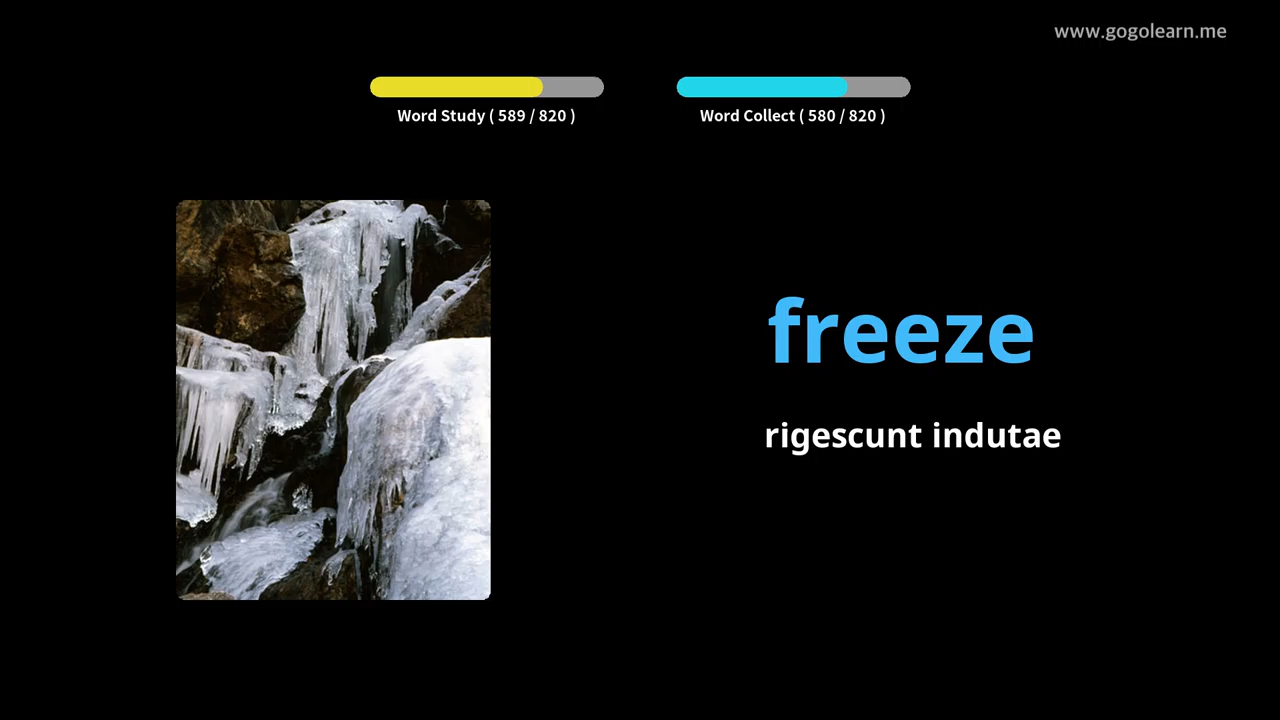 www.gogolearn.me
Word Study ( 589 / 820 )
Word Collect ( 580 / 820 )
freeze
rigescunt indutae